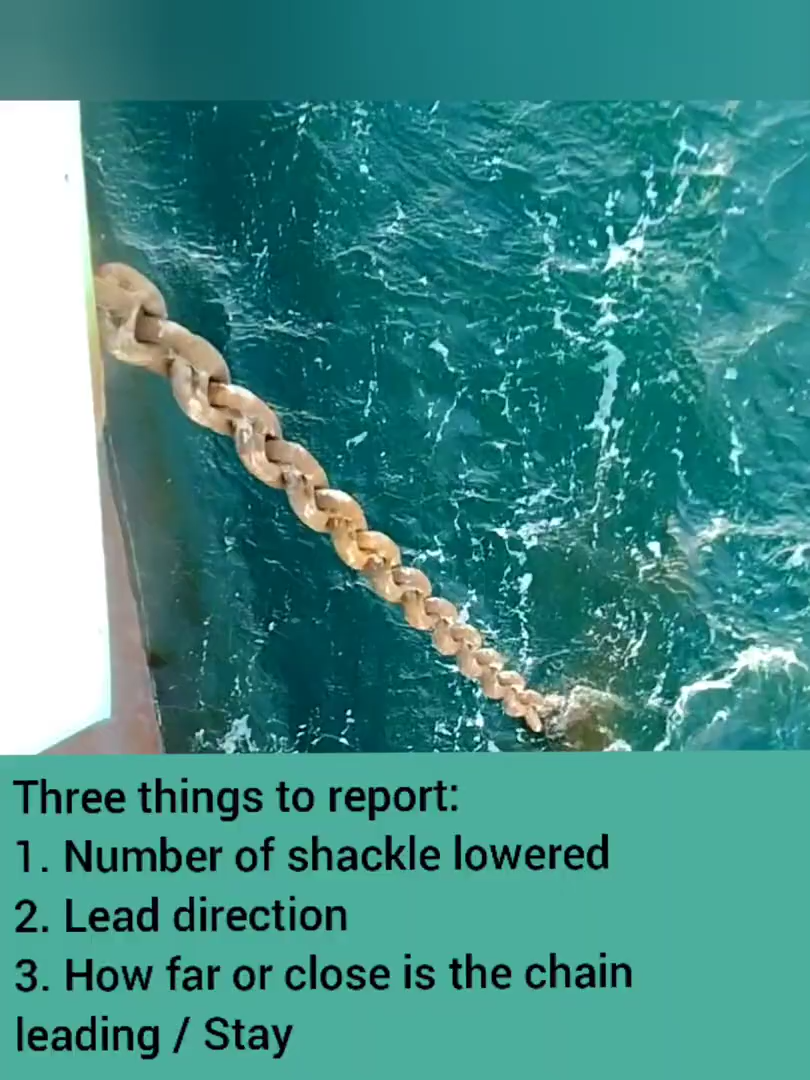 Three things to report:
1. Number of shackle lowered
2. Lead direction
3. How far or close is the chain
leading / Stay